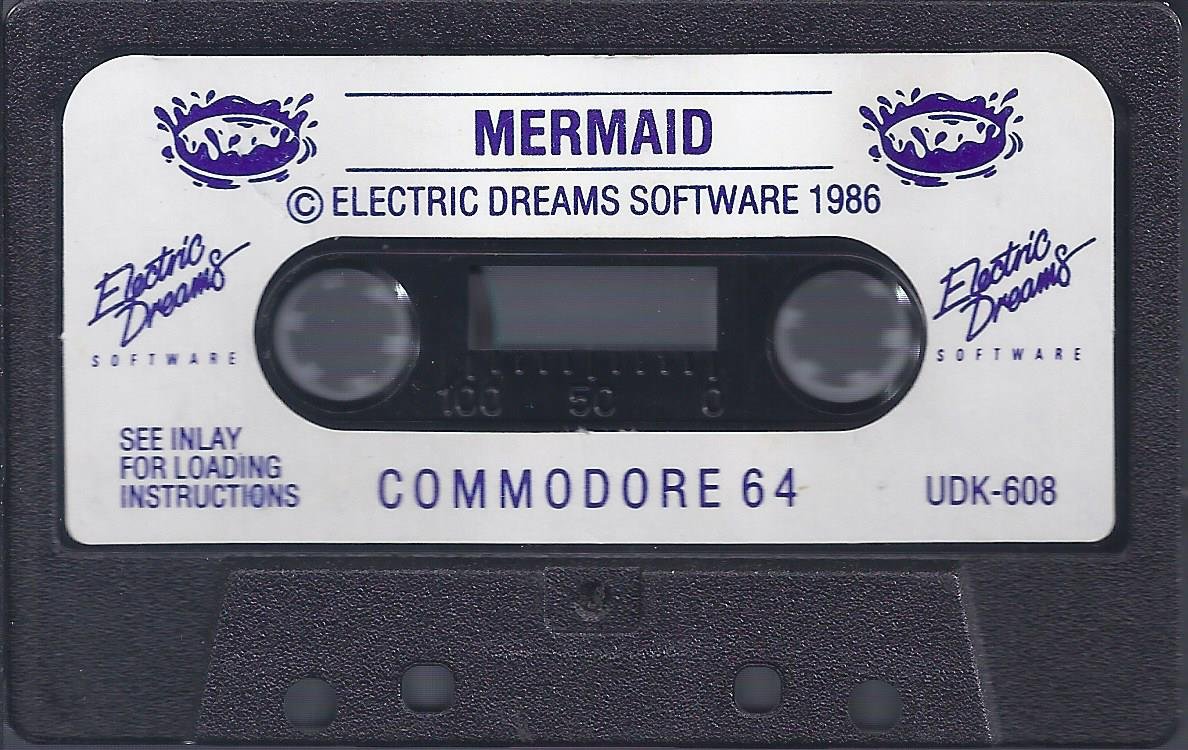 MERMAID
© ELECTRIC DREAMS SOFTWARE 1986
Electric Dreams
SOFTWARE
Electric Dreams
SOFTWARE
100 50 0
SEE INLAY
FOR LOADING
INSTRUCTIONS
COMMODORE 64
UDK-608